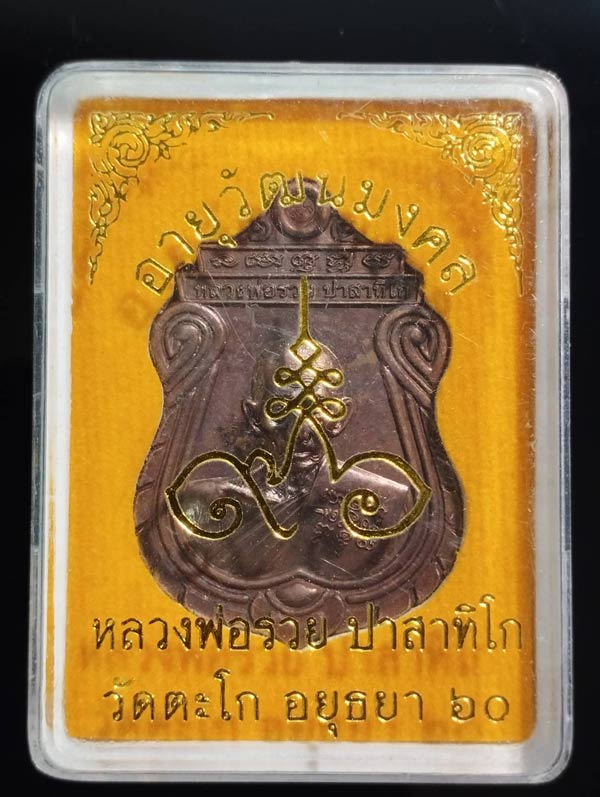 อายุวัฒนมงคล
หลวงพ่อรวย ปาสาทิโก
หลวงพ่อรวย ปาสาทิโก
วัดตะโก อยุธยา ๖๐